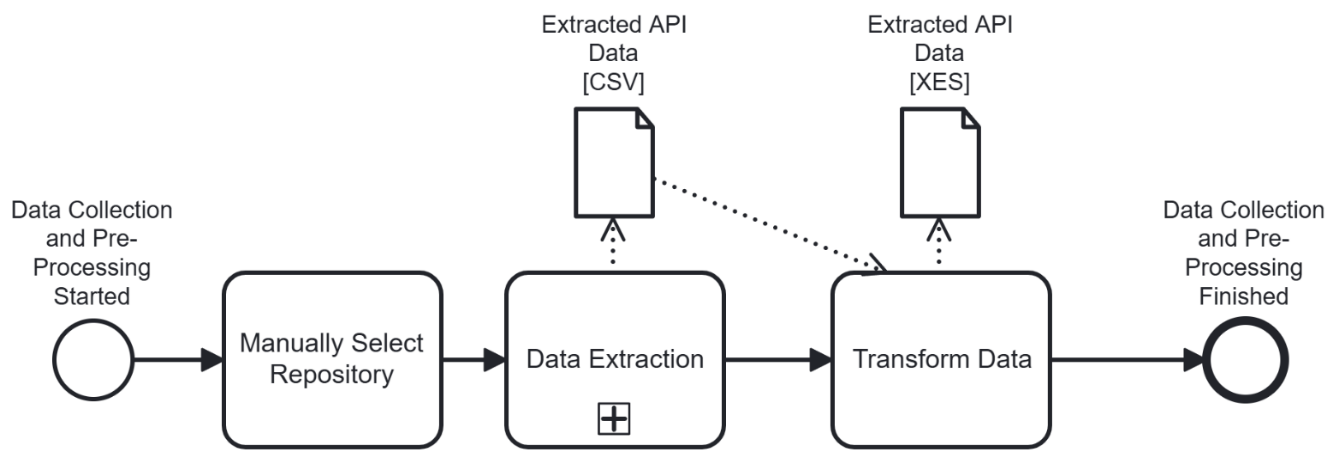 Extracted API
Data
[CSV]
Extracted API
Data
[XES]
Data Collection
and Pre-
Processing
Started
Data Collection
and Pre-
Processing
Finished
Manually Select
Repository
Data Extraction
Transform Data